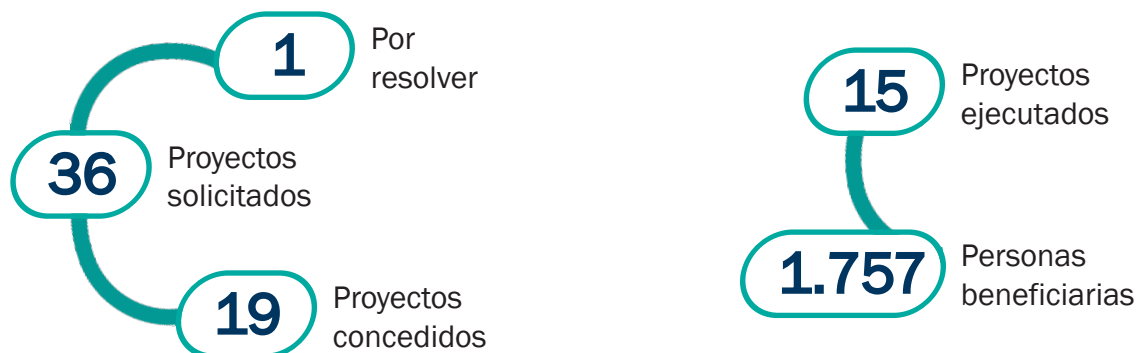 1
Por
resolver
36
Proyectos
solicitados
19
Proyectos
concedidos
15
Proyectos
ejecutados
1.757
Personas
beneficiarias